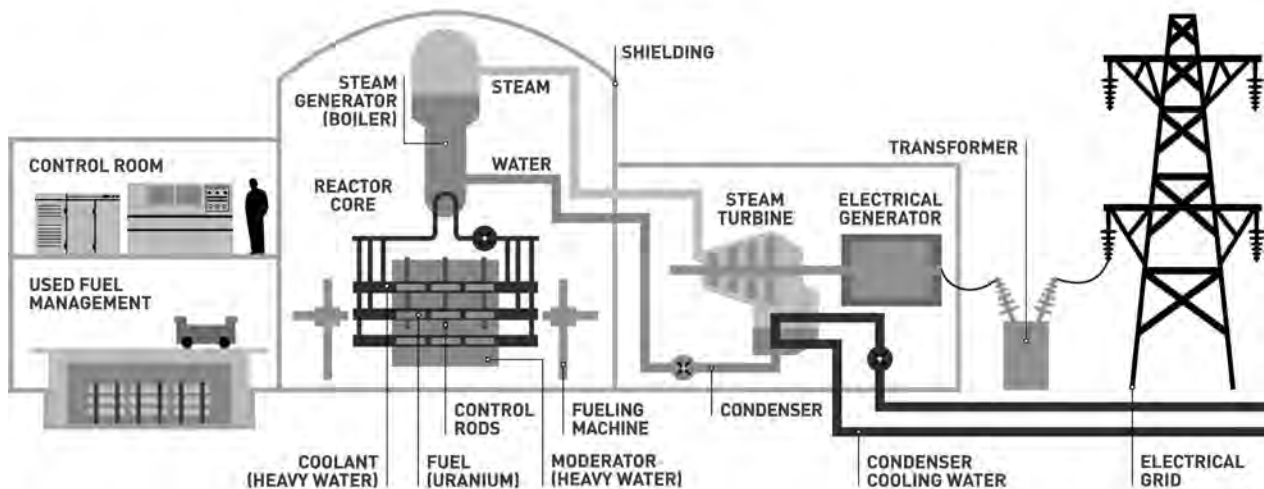 SHIELDING
STEAM
GENERATOR
(BOILER)
STEAM
CONTROL ROOM
WATER
TRANSFORMER
REACTOR
CORE
STEAM
TURBINE
ELECTRICAL
GENERATOR
USED FUEL
MANAGEMENT
CONTROL
RODS
FUELING
MACHINE
CONDENSER
COOLANT
(HEAVY WATER)
FUEL
(URANIUM)
MODERATOR
(HEAVY WATER)
CONDENSER
COOLING WATER
ELECTRICAL
GRID